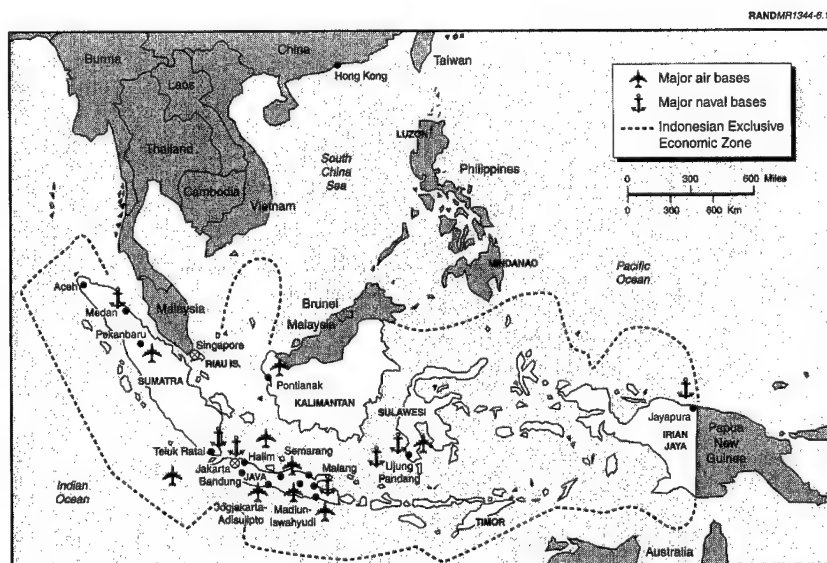 RANDMR1344-6.1
Burma
China
Taiwan
Laos
Hong Kong
Major air bases
Major naval bases
Indonesian Exclusive
Economic Zone
LUZON
Thailand
South
China
Sea
Philippines
0 300 600 Miles
0 300 600 Km
Cambodia
Vietnam
MINDANAO
Pacific
Ocean
Aceh
Medan
Malaysia
Brunei
Malaysia
Pekanbaru
Singapore
RIAU IS.
SUMATRA
Pontianak
KALIMANTAN
SULAWESI
Jayapura
IRIAN
JAYA
Papua
New
Guinea
Teluk Ratai
Halim
Semarang
Malang
Ujung
Pandang
Jakarta
JAVA
Bandung
Indian
Ocean
Jogjakarta-
Adisujipto
Madiun-
Iswahyudi
TIMOR
Australia